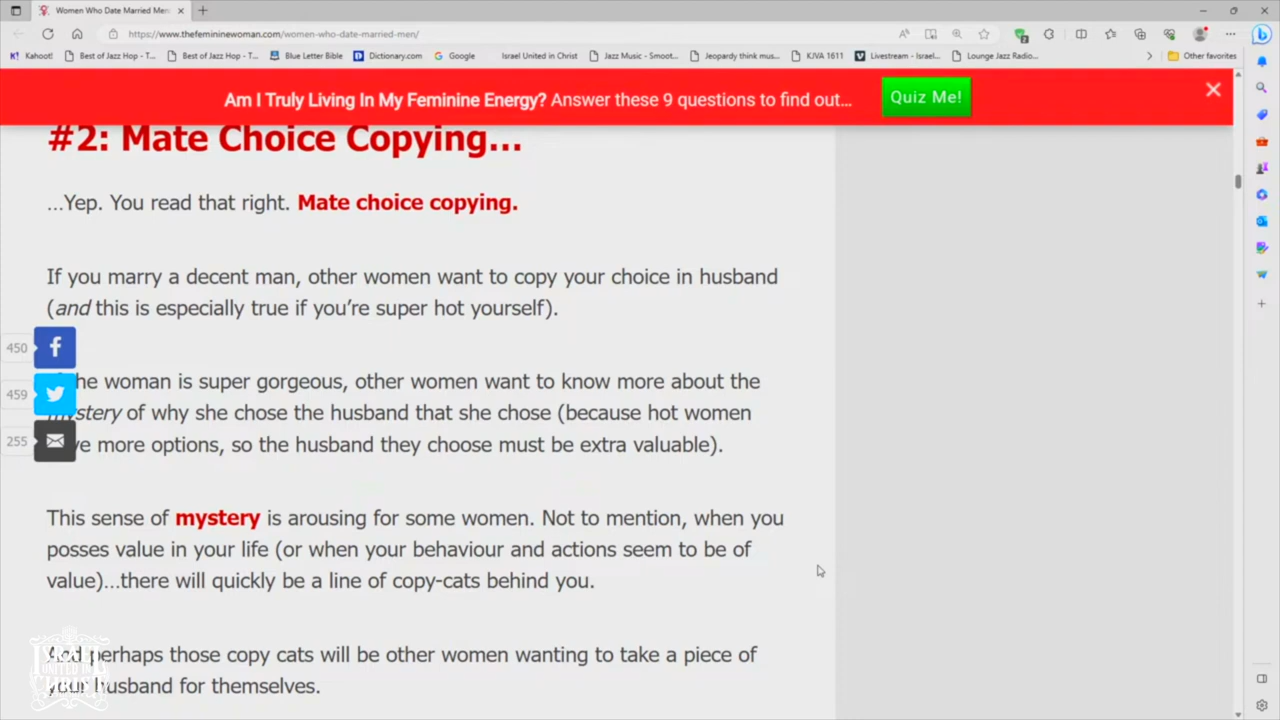 Women Who Date Married Men
https://www.thefemininewoman.com/women-who-date-married-men/
Kahoot!
Best of Jazz Hop - T...
Best of Jazz Hop - T...
Blue Letter Bible
Dictionary.com
Google
Israel United in Christ
Jazz Music - Smoot...
Jeopardy think mus...
KJVA 1611
Livestream - Israel...
Lounge Jazz Radio...
Other favorites
Am I Truly Living In My Feminine Energy? Answer these 9 questions to find out...
Quiz Me!
#2: Mate Choice Copying...
...Yep. You read that right. Mate choice copying.
If you marry a decent man, other women want to copy your choice in husband
(and this is especially true if you're super hot yourself).
450
he woman is super gorgeous, other women want to know more about the
459
mystery of why she chose the husband that she chose (because hot women
255
e more options, so the husband they choose must be extra valuable).
This sense of mystery is arousing for some women. Not to mention, when you
posses value in your life (or when your behaviour and actions seem to be of
value)...there will quickly be a line of copy-cats behind you.
And perhaps those copy cats will be other women wanting to take a piece of
your husband for themselves.
ISRAEL
UNITED IN
CHRIST